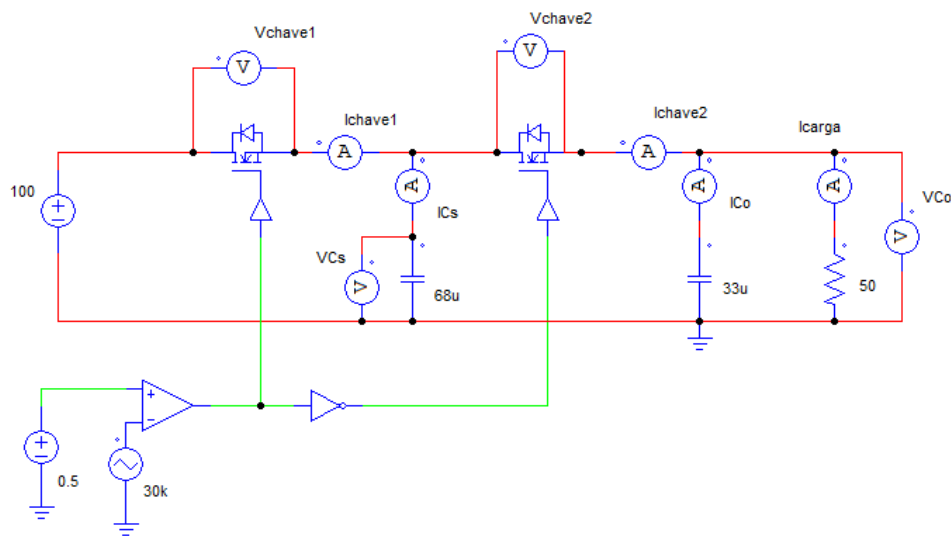 Vchave1
Vchave2
V
V
Ichave1
Ichave2
Icarga
A
A
100
A
A
A
ICs
ICo
VCo
VCs
V
V
68u
33u
50
0.5
30k